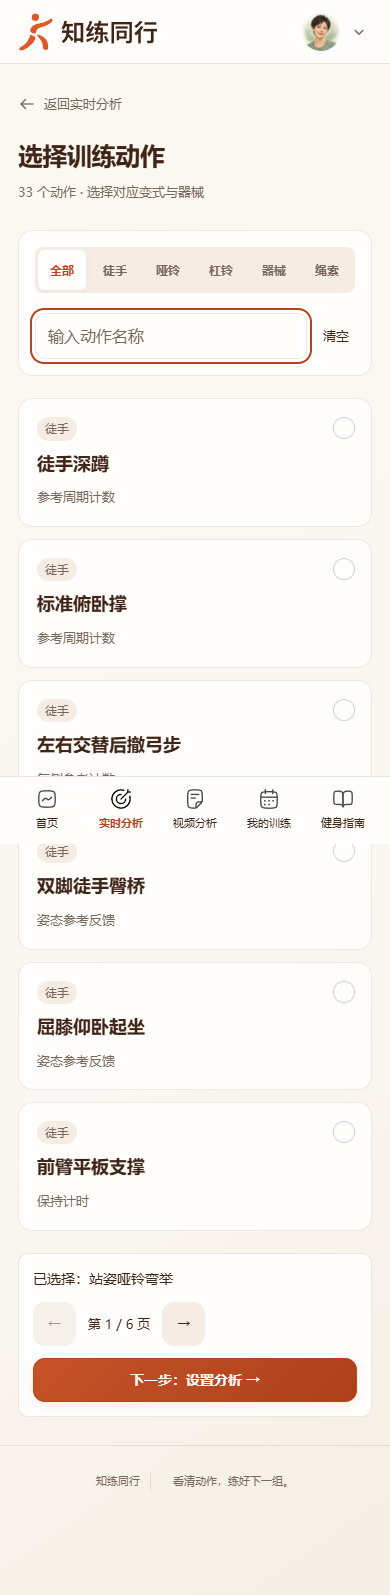 知练同行
← 返回实时分析
选择训练动作
33 个动作 · 选择对应变式与器械
全部 徒手 哑铃 杠铃 器械 绳索
输入动作名称 清空
徒手
徒手深蹲
参考周期计数
徒手
标准俯卧撑
参考周期计数
徒手
左右交替后撤弓步
首页 实时分析 视频分析 我的训练 健身指南
徒手
双脚徒手臀桥
姿态参考反馈
徒手
屈膝仰卧起坐
姿态参考反馈
徒手
前臂平板支撑
保持计时
已选择：站姿哑铃弯举
← 第 1 / 6 页 →
下一步：设置分析 →
知练同行 看清动作，练好下一组。